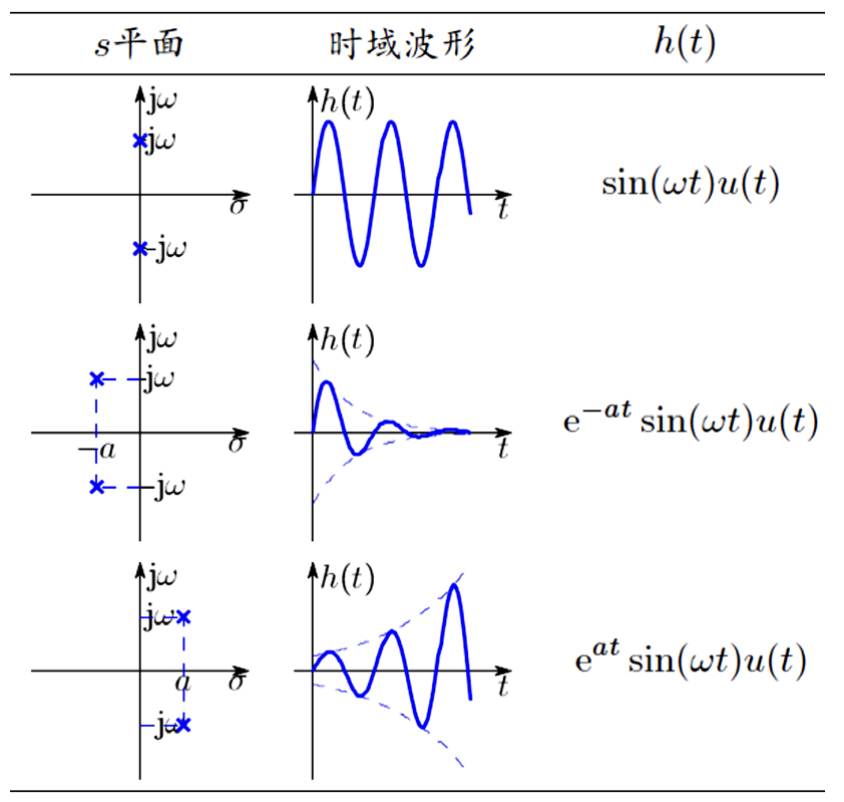 s平面 时域波形 h(t)
jω
jω
σ
-jω
h(t)
t
sin(ωt)u(t)
jω
jω
σ
−a
−jω
h(t)
t
e^{−at} sin(ωt)u(t)
jω
jω
a
σ
−jω
h(t)
t
e^{at} sin(ωt)u(t)